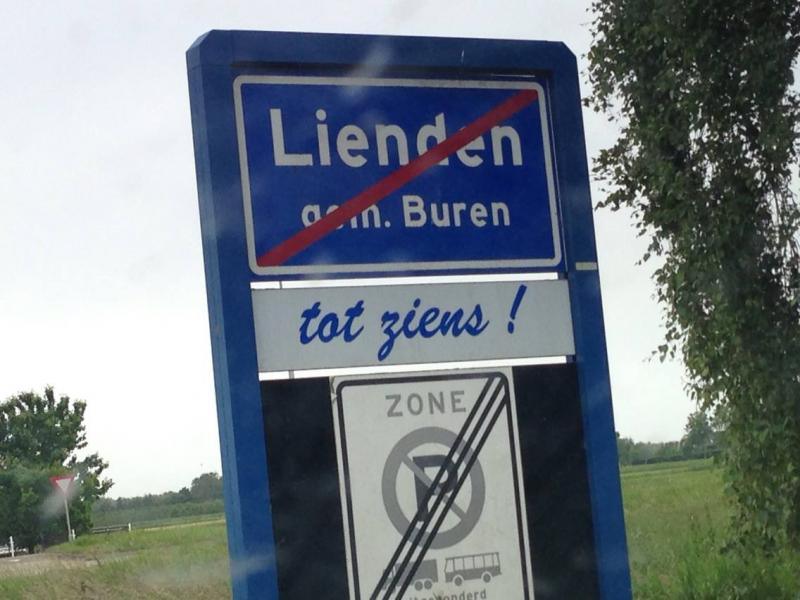 Lienden
gem. Buren
tot ziens !
ZONE
P